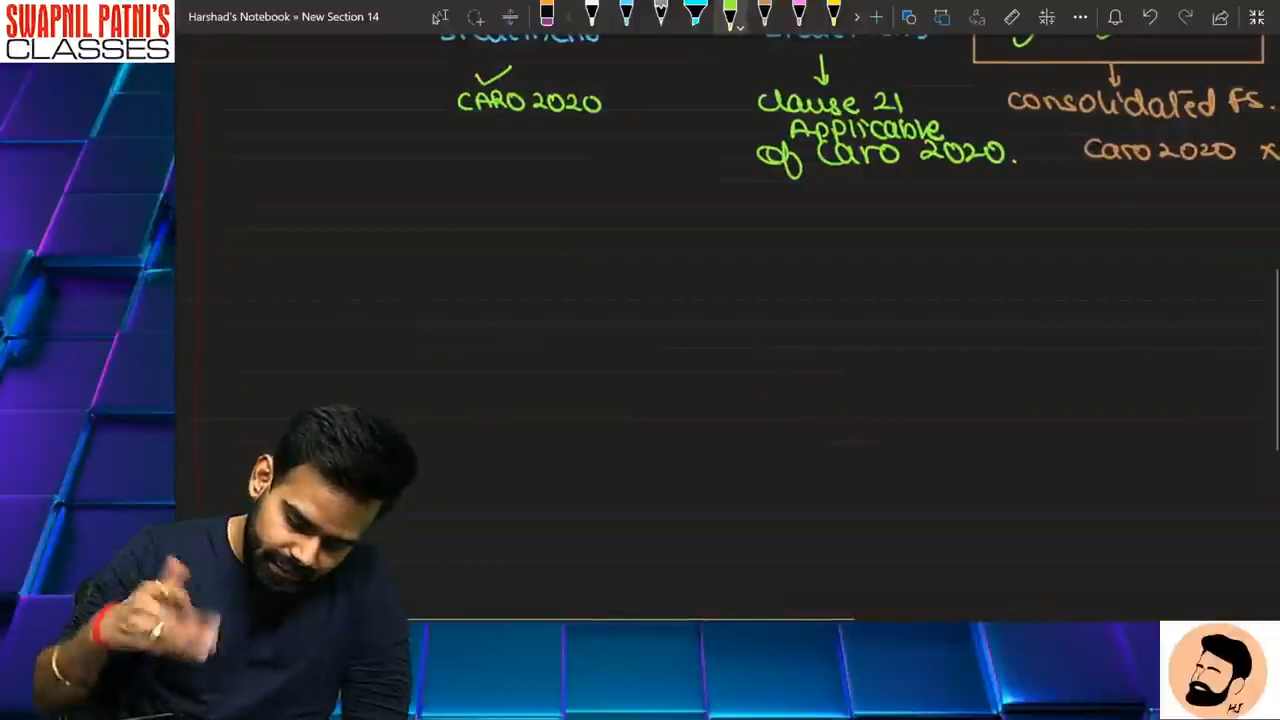 SWAPNIL PATNI'S
CLASSES
Harshad's Notebook » New Section 14
CARO 2020
clause 21
Applicable
of Caro 2020.
consolidated FS.
Caro 2020 x
HJ